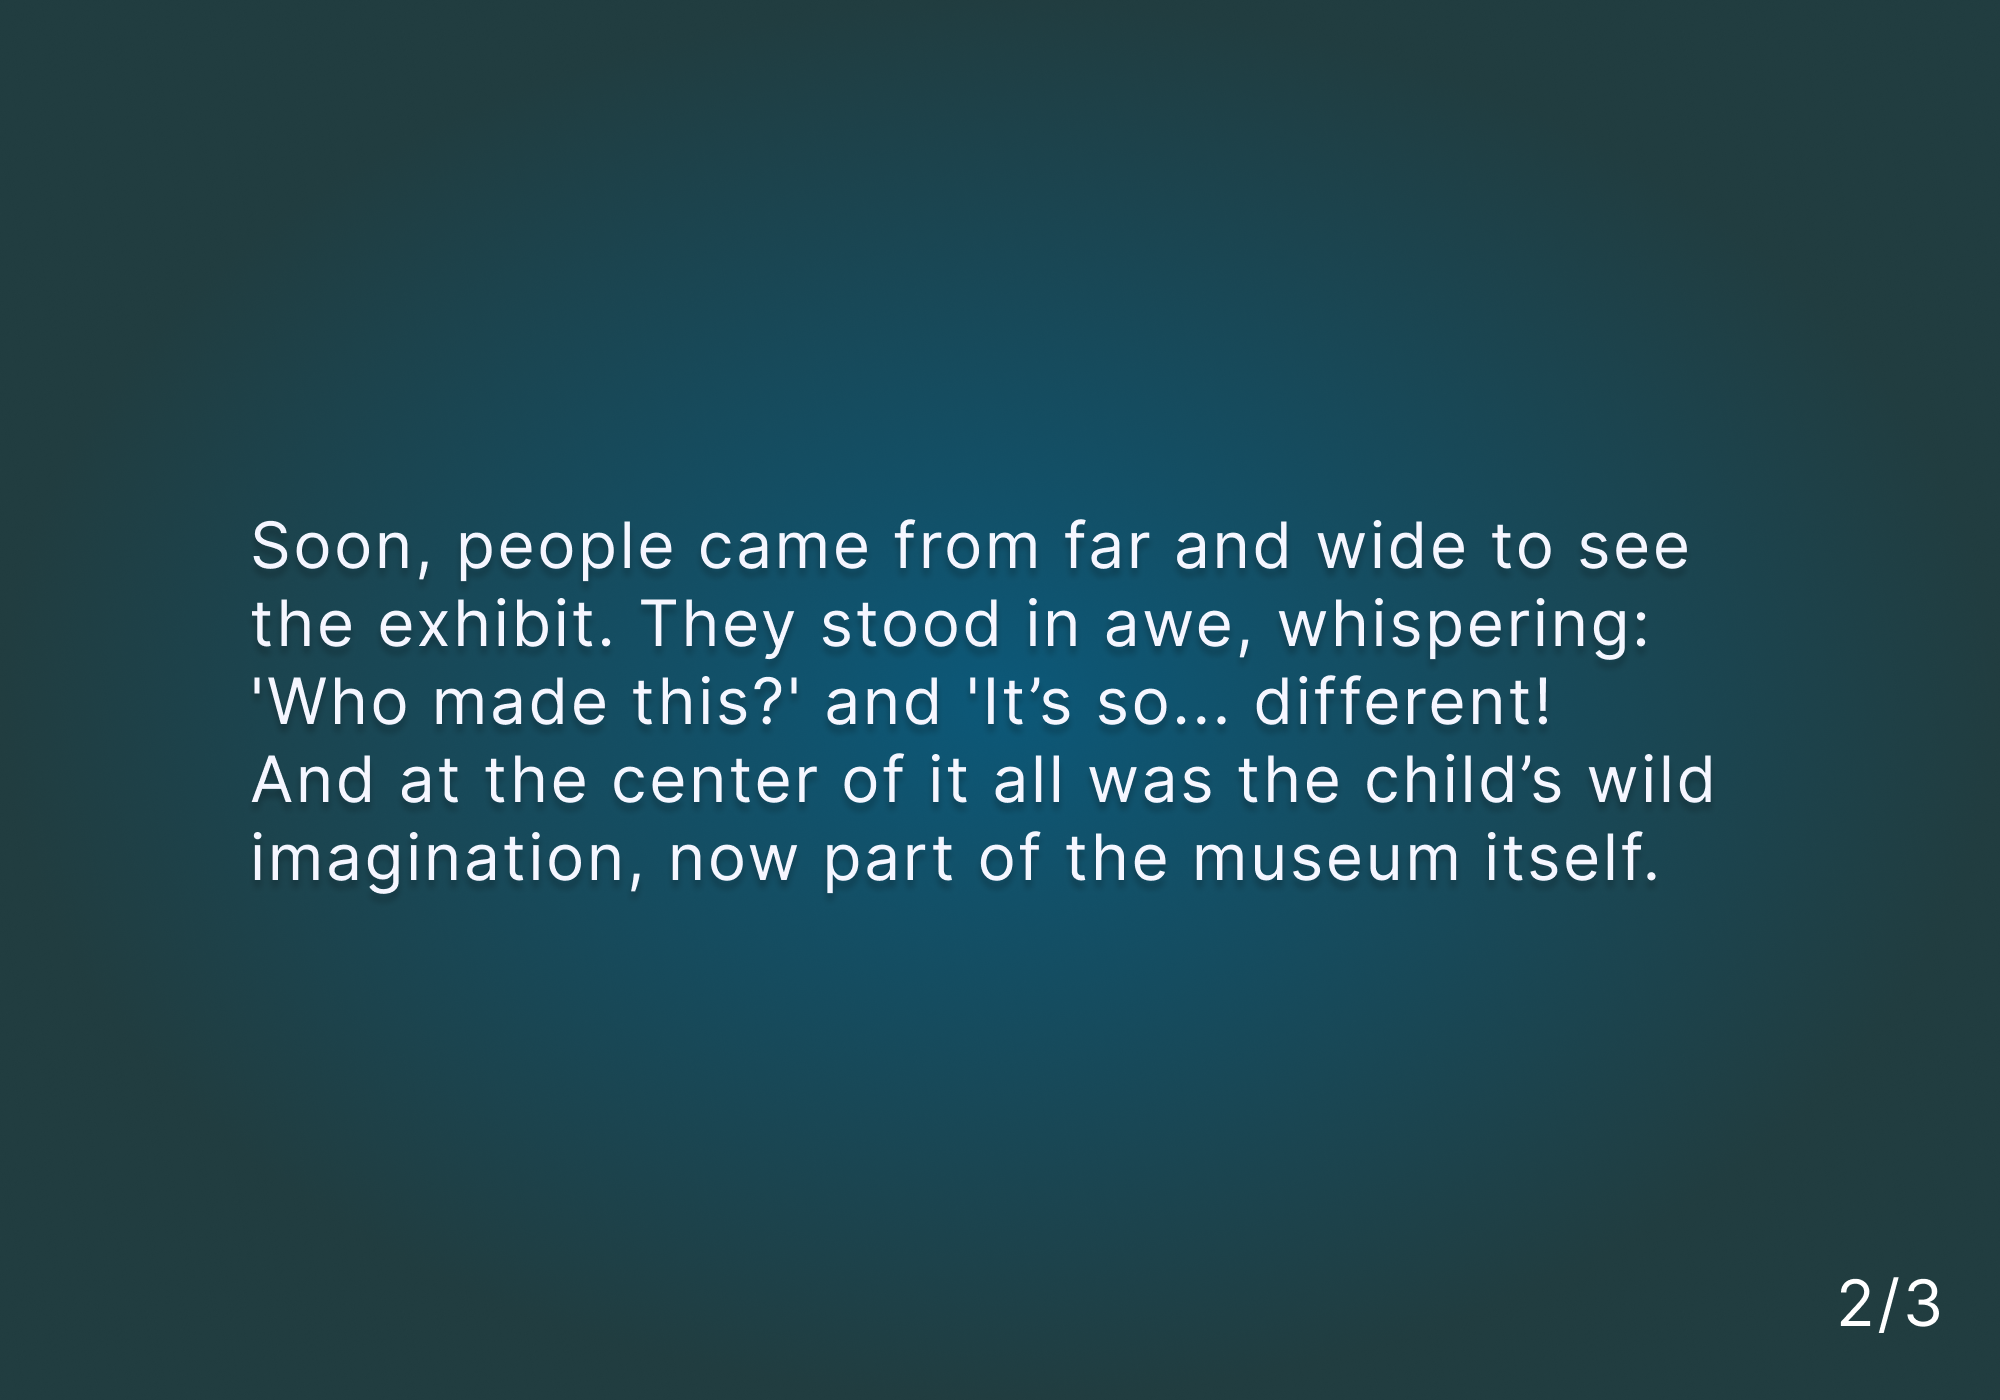 Soon, people came from far and wide to see
the exhibit. They stood in awe, whispering:
'Who made this?' and 'It’s so... different!
And at the center of it all was the child’s wild
imagination, now part of the museum itself.
2/3